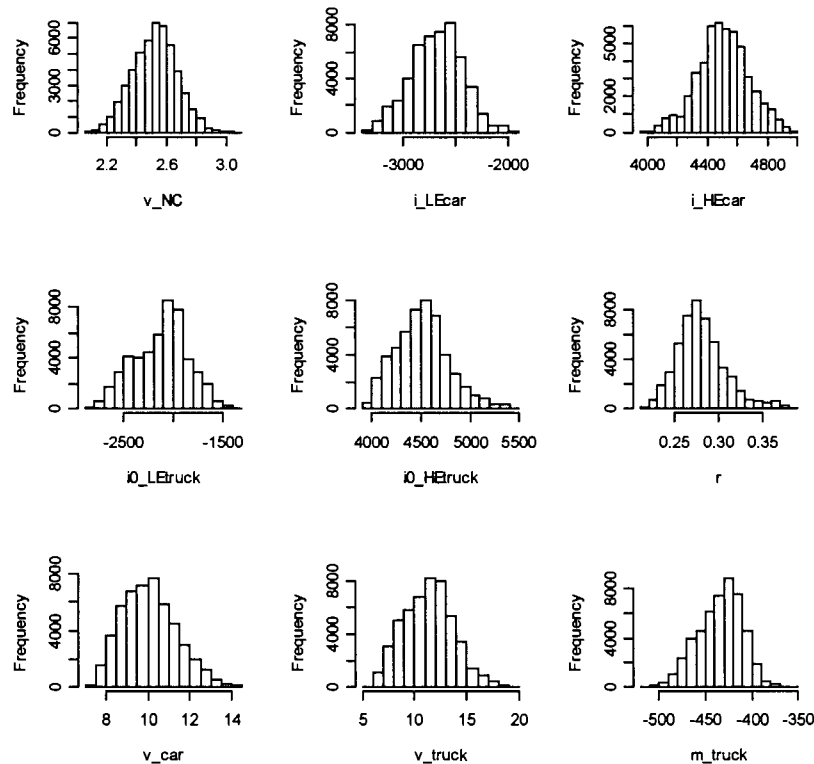 Frequency
0 3000 6000
2.2 2.6 3.0
v_NC
Frequency
0 4000 8000
-3000 -2500 -2000
i_LEcar
Frequency
0 2000 6000
4000 4400 4800
i_HEcar
Frequency
0 4000 8000
-2500 -2000 -1500
i0_LEtruck
Frequency
0 4000 8000
4000 4500 5000 5500
i0_HEtruck
Frequency
0 4000 8000
0.25 0.30 0.35
r
Frequency
0 4000 8000
8 10 12 14
v_car
Frequency
0 4000 8000
5 10 15 20
v_truck
Frequency
0 4000 8000
-500 -450 -400 -350
m_truck